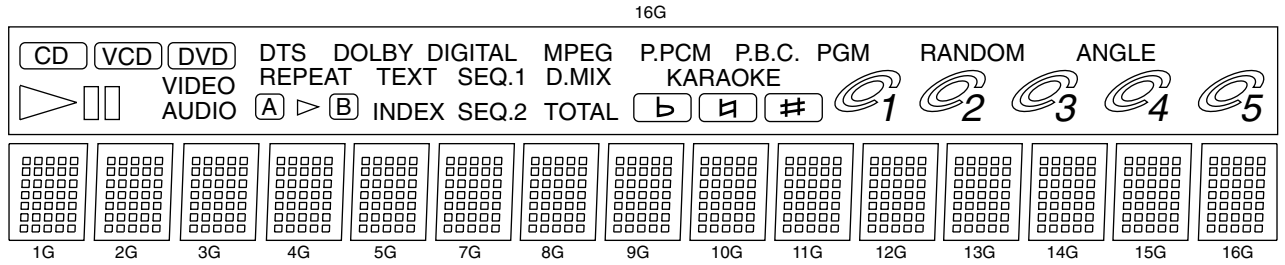 16G
CD VCD DVD DTS DOLBY DIGITAL MPEG P.PCM P.B.C. PGM RANDOM ANGLE
VIDEO REPEAT TEXT SEQ.1 D.MIX KARAOKE
AUDIO A B INDEX SEQ.2 TOTAL ♭ ♮ # 1 2 3 4 5
1G 2G 3G 4G 5G 7G 8G 9G 10G 11G 12G 13G 14G 15G 16G